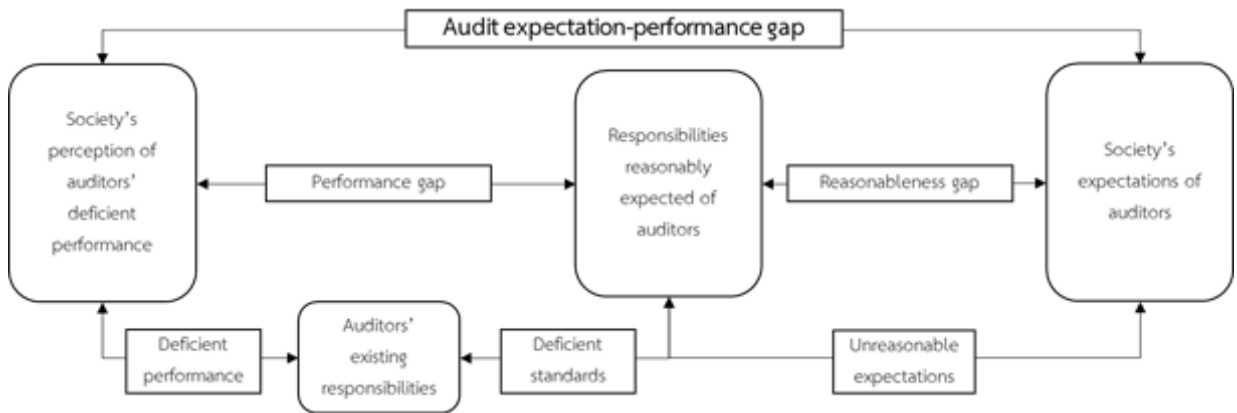 Audit expectation-performance gap
Society’s
perception of
auditors’
deficient
performance
Performance gap
Responsibilities
reasonably
expected of
auditors
Reasonableness gap
Society’s
expectations of
auditors
Deficient
performance
Auditors’
existing
responsibilities
Deficient
standards
Unreasonable
expectations